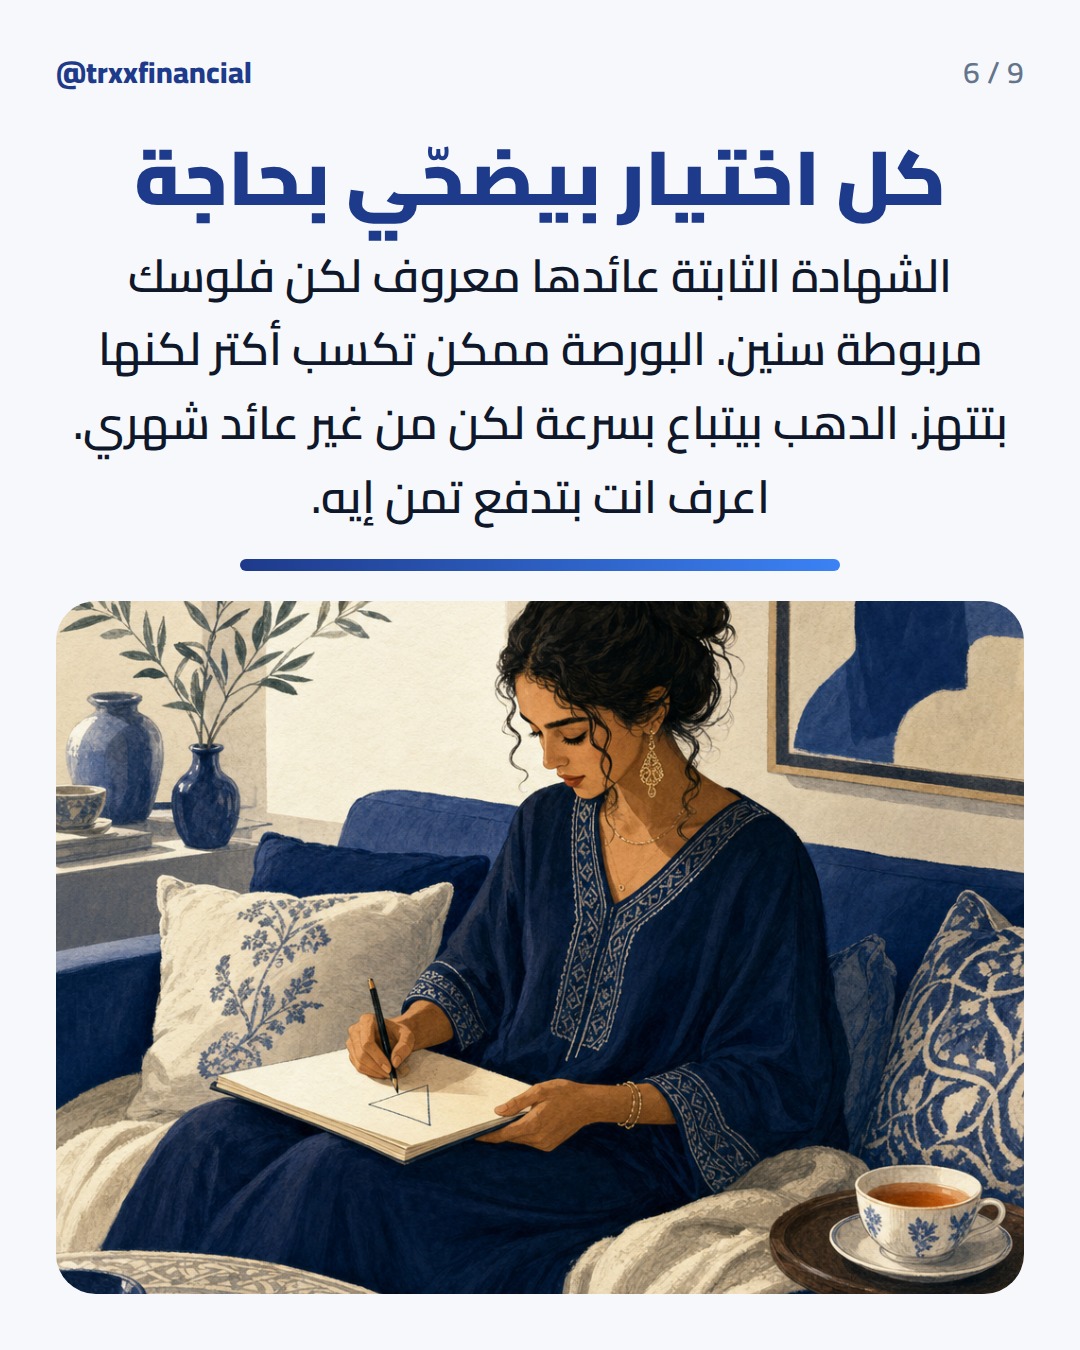 @trxxfinancial
6 / 9
كل اختيار بيضحّي بحاجة
الشهادة الثابتة عائدها معروف لكن فلوسك
مربوطة سنين. البورصة ممكن تكسب أكتر لكنها
بتتهز. الدهب بيتباع بسرعة لكن من غير عائد شهري.
اعرف انت بتدفع تمن إيه.